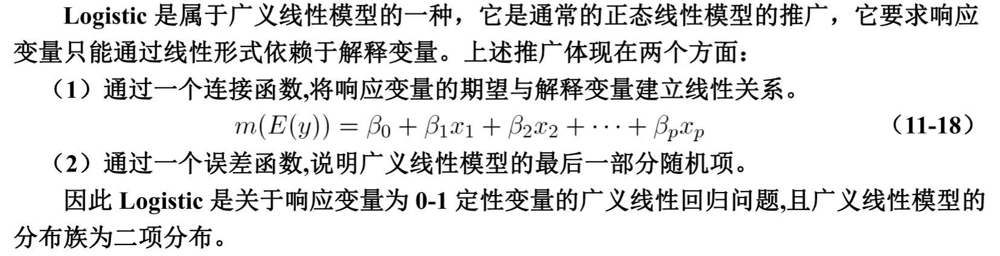 Logistic 是属于广义线性模型的一种，它是通常的正态线性模型的推广，它要求响应
变量只能通过线性形式依赖于解释变量。上述推广体现在两个方面：
（1）通过一个连接函数,将响应变量的期望与解释变量建立线性关系。
m(E(y)) = β₀ + β₁x₁ + β₂x₂ + ··· + βₚxₚ （11-18）
（2）通过一个误差函数,说明广义线性模型的最后一部分随机项。
因此 Logistic 是关于响应变量为 0-1 定性变量的广义线性回归问题,且广义线性模型的
分布族为二项分布。